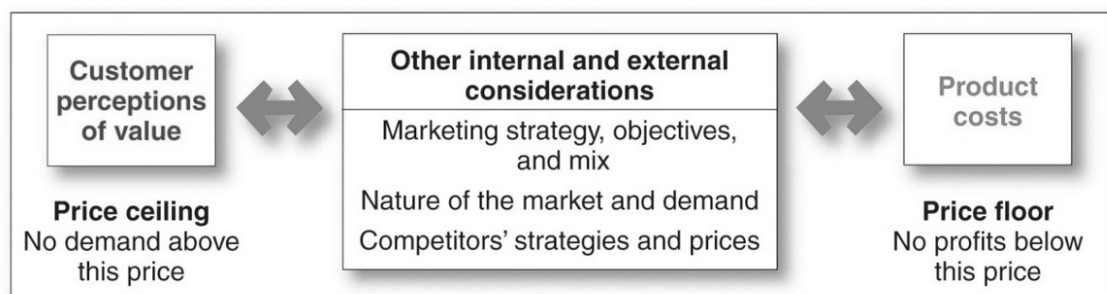 Customer
perceptions
of value
Price ceiling
No demand above
this price
Other internal and external
considerations
Marketing strategy, objectives,
and mix
Nature of the market and demand
Competitors’ strategies and prices
Product
costs
Price floor
No profits below
this price